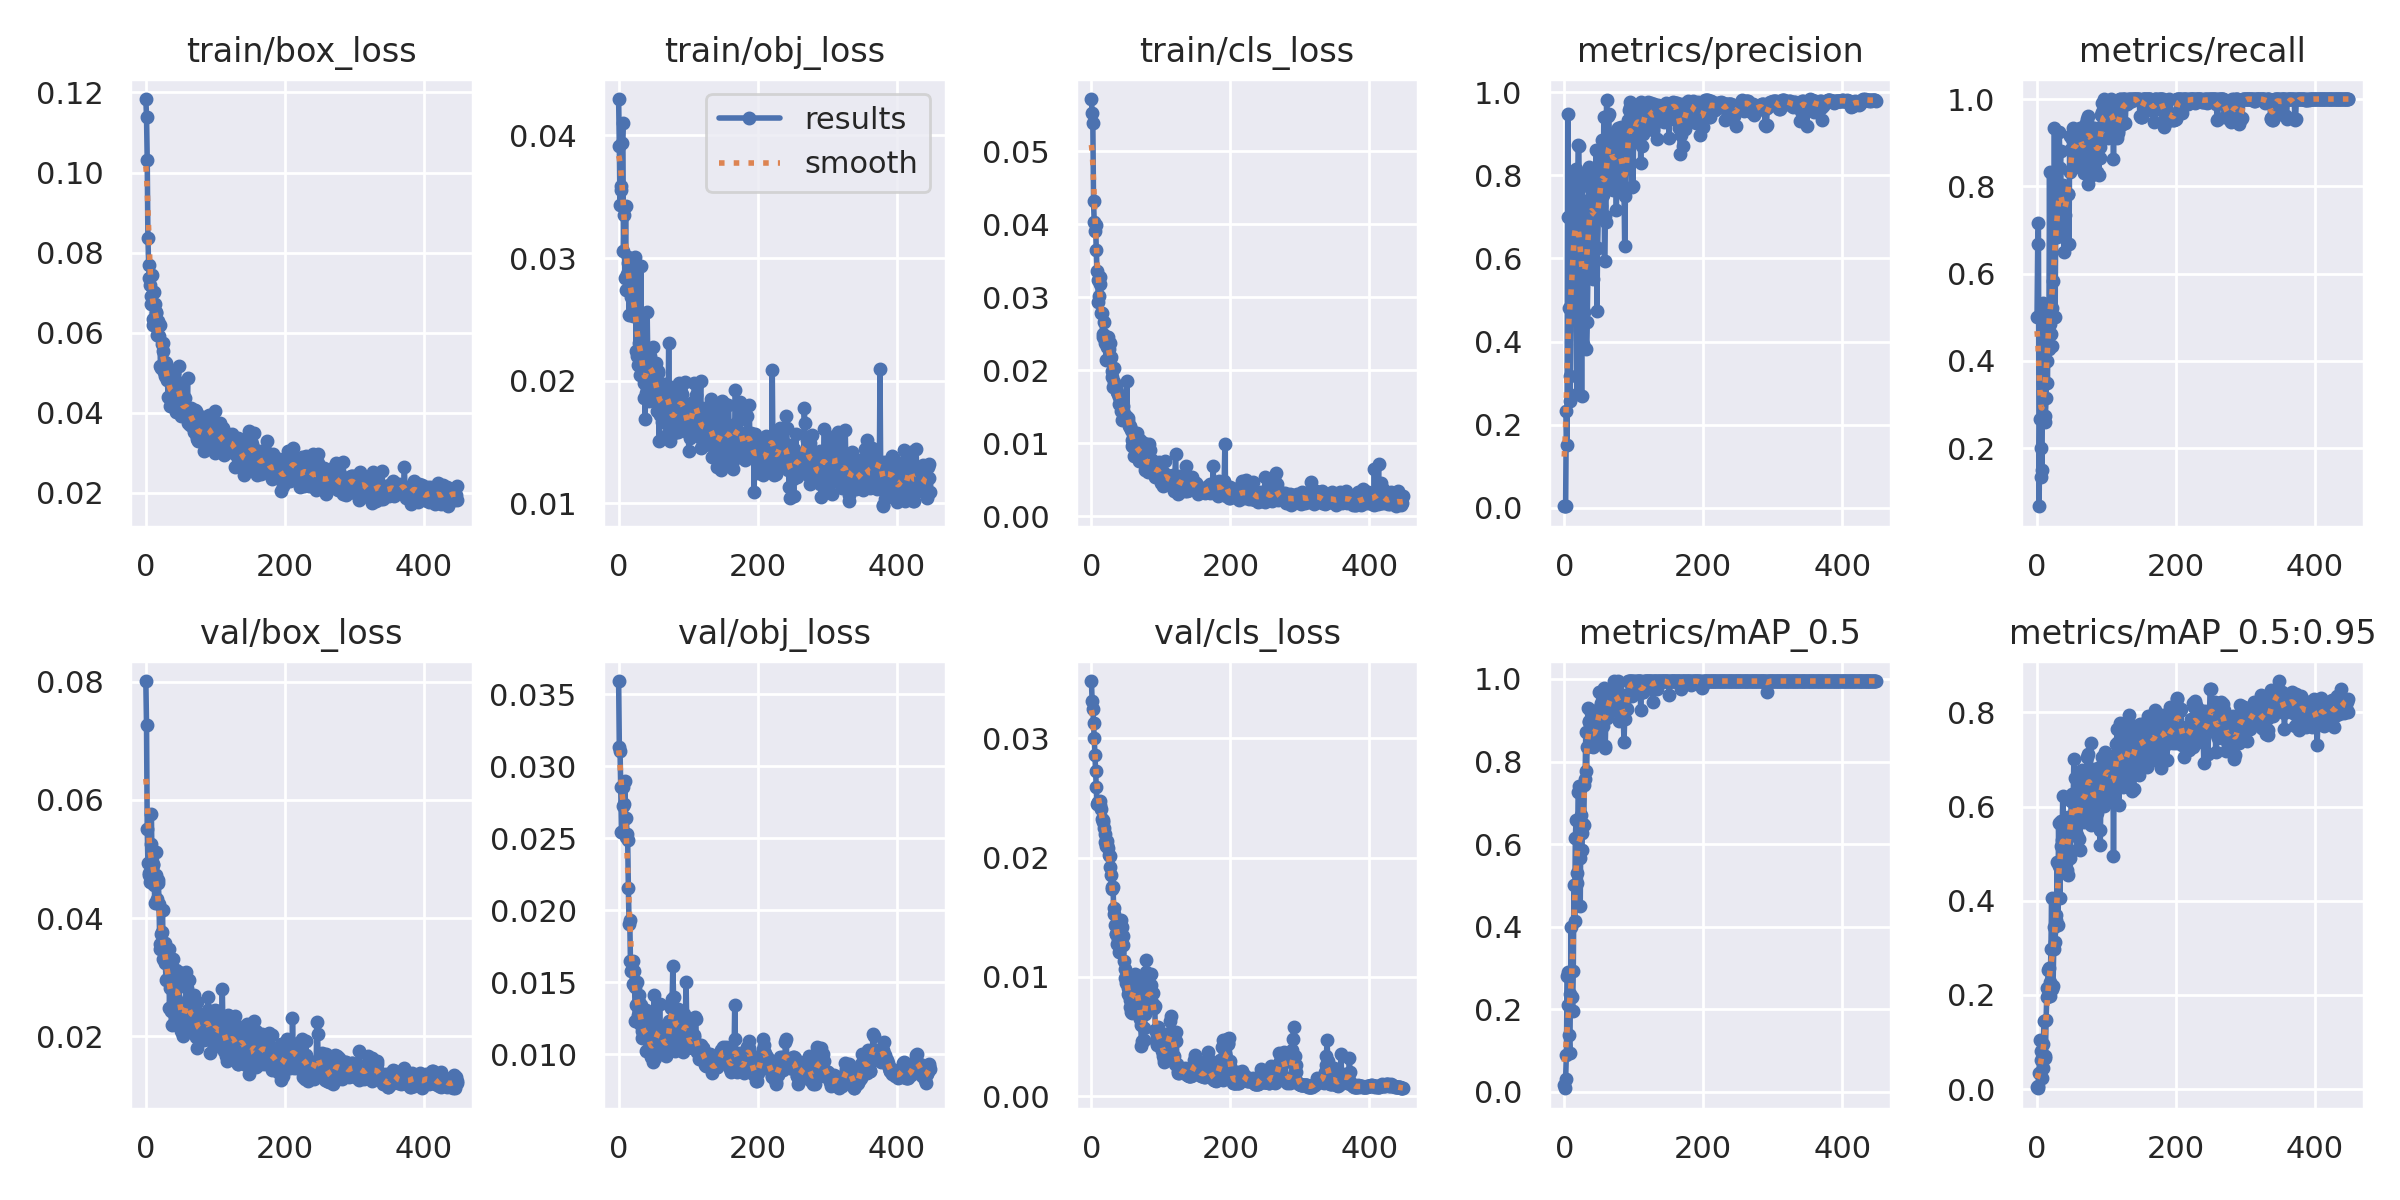 train/box_loss
0.12
0.10
0.08
0.06
0.04
0.02
0 200 400
train/obj_loss
results
smooth
0.04
0.03
0.02
0.01
0 200 400
train/cls_loss
0.05
0.04
0.03
0.02
0.01
0.00
0 200 400
metrics/precision
1.0
0.8
0.6
0.4
0.2
0.0
0 200 400
metrics/recall
1.0
0.8
0.6
0.4
0.2
0 200 400
val/box_loss
0.08
0.06
0.04
0.02
0 200 400
val/obj_loss
0.035
0.030
0.025
0.020
0.015
0.010
0 200 400
val/cls_loss
0.03
0.02
0.01
0.00
0 200 400
metrics/mAP_0.5
1.0
0.8
0.6
0.4
0.2
0.0
0 200 400
metrics/mAP_0.5:0.95
0.8
0.6
0.4
0.2
0.0
0 200 400